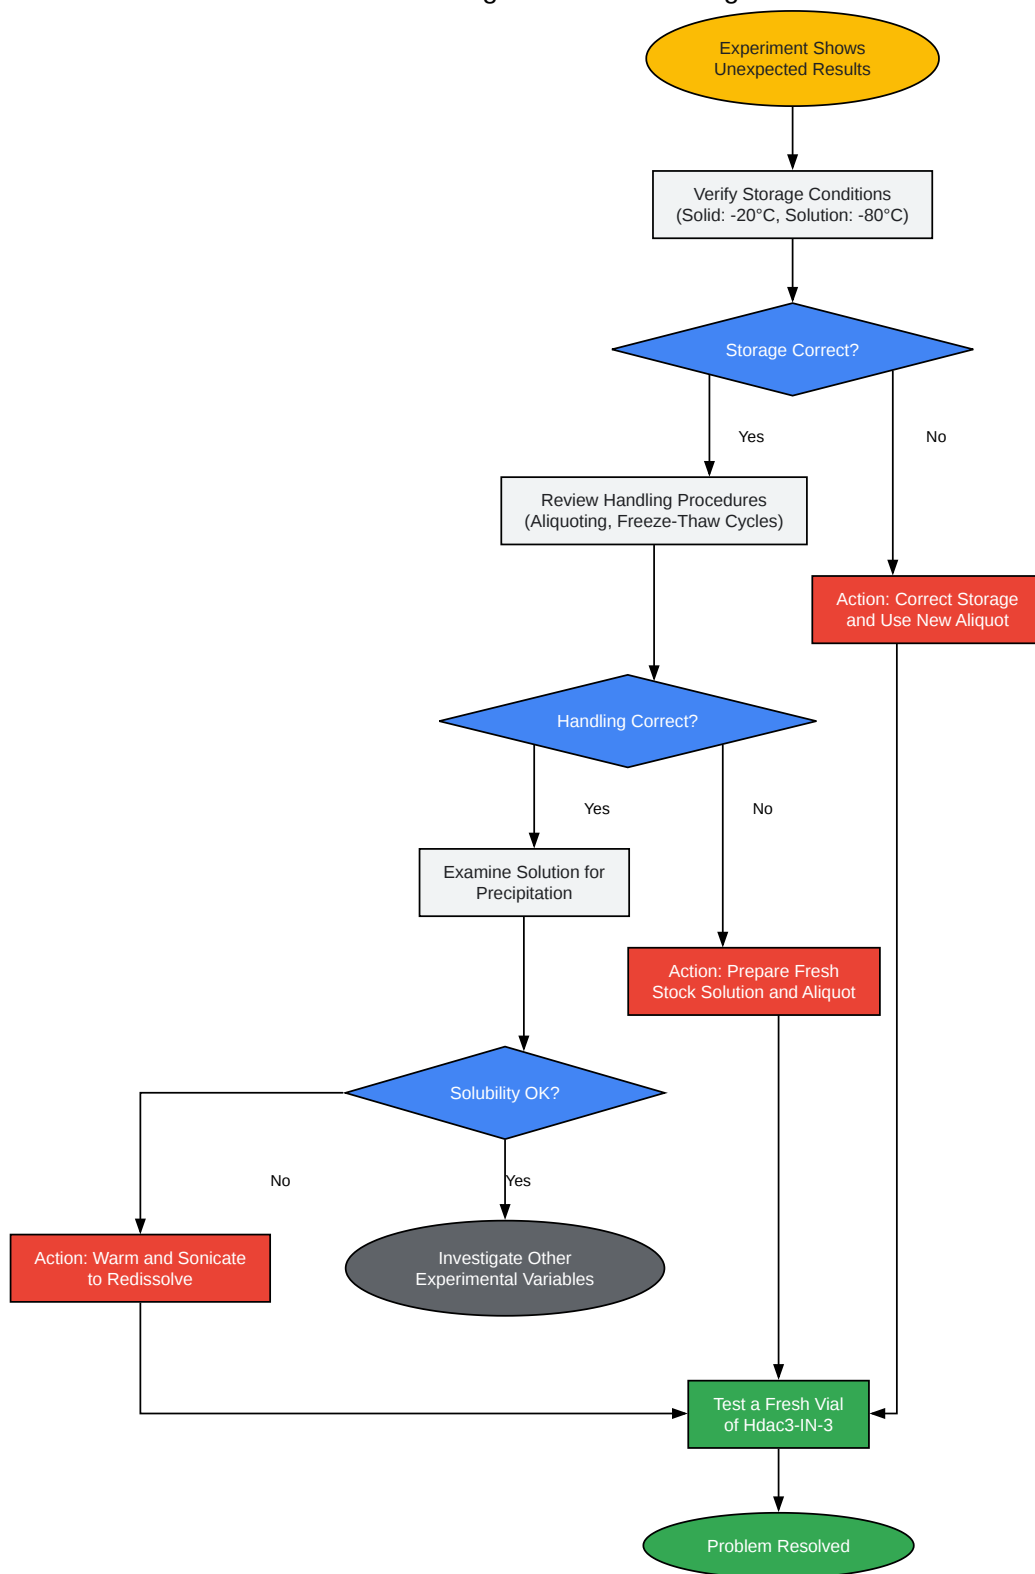 Experiment Shows
Unexpected Results
Verify Storage Conditions
(Solid: -20°C, Solution: -80°C)
Storage Correct?
Yes
No
Review Handling Procedures
(Aliquoting, Freeze-Thaw Cycles)
Action: Correct Storage
and Use New Aliquot
Handling Correct?
Yes
No
Examine Solution for
Precipitation
Action: Prepare Fresh
Stock Solution and Aliquot
Solubility OK?
No
Yes
Action: Warm and Sonicate
to Redissolve
Investigate Other
Experimental Variables
Test a Fresh Vial
of Hdac3-IN-3
Problem Resolved